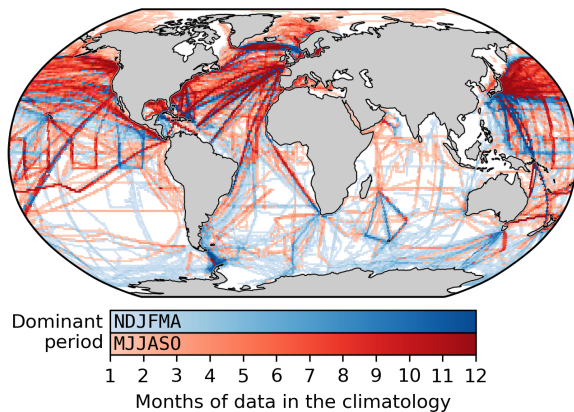 Dominant
period
NDJFMA
MJJASO
1 2 3 4 5 6 7 8 9 10 11 12
Months of data in the climatology